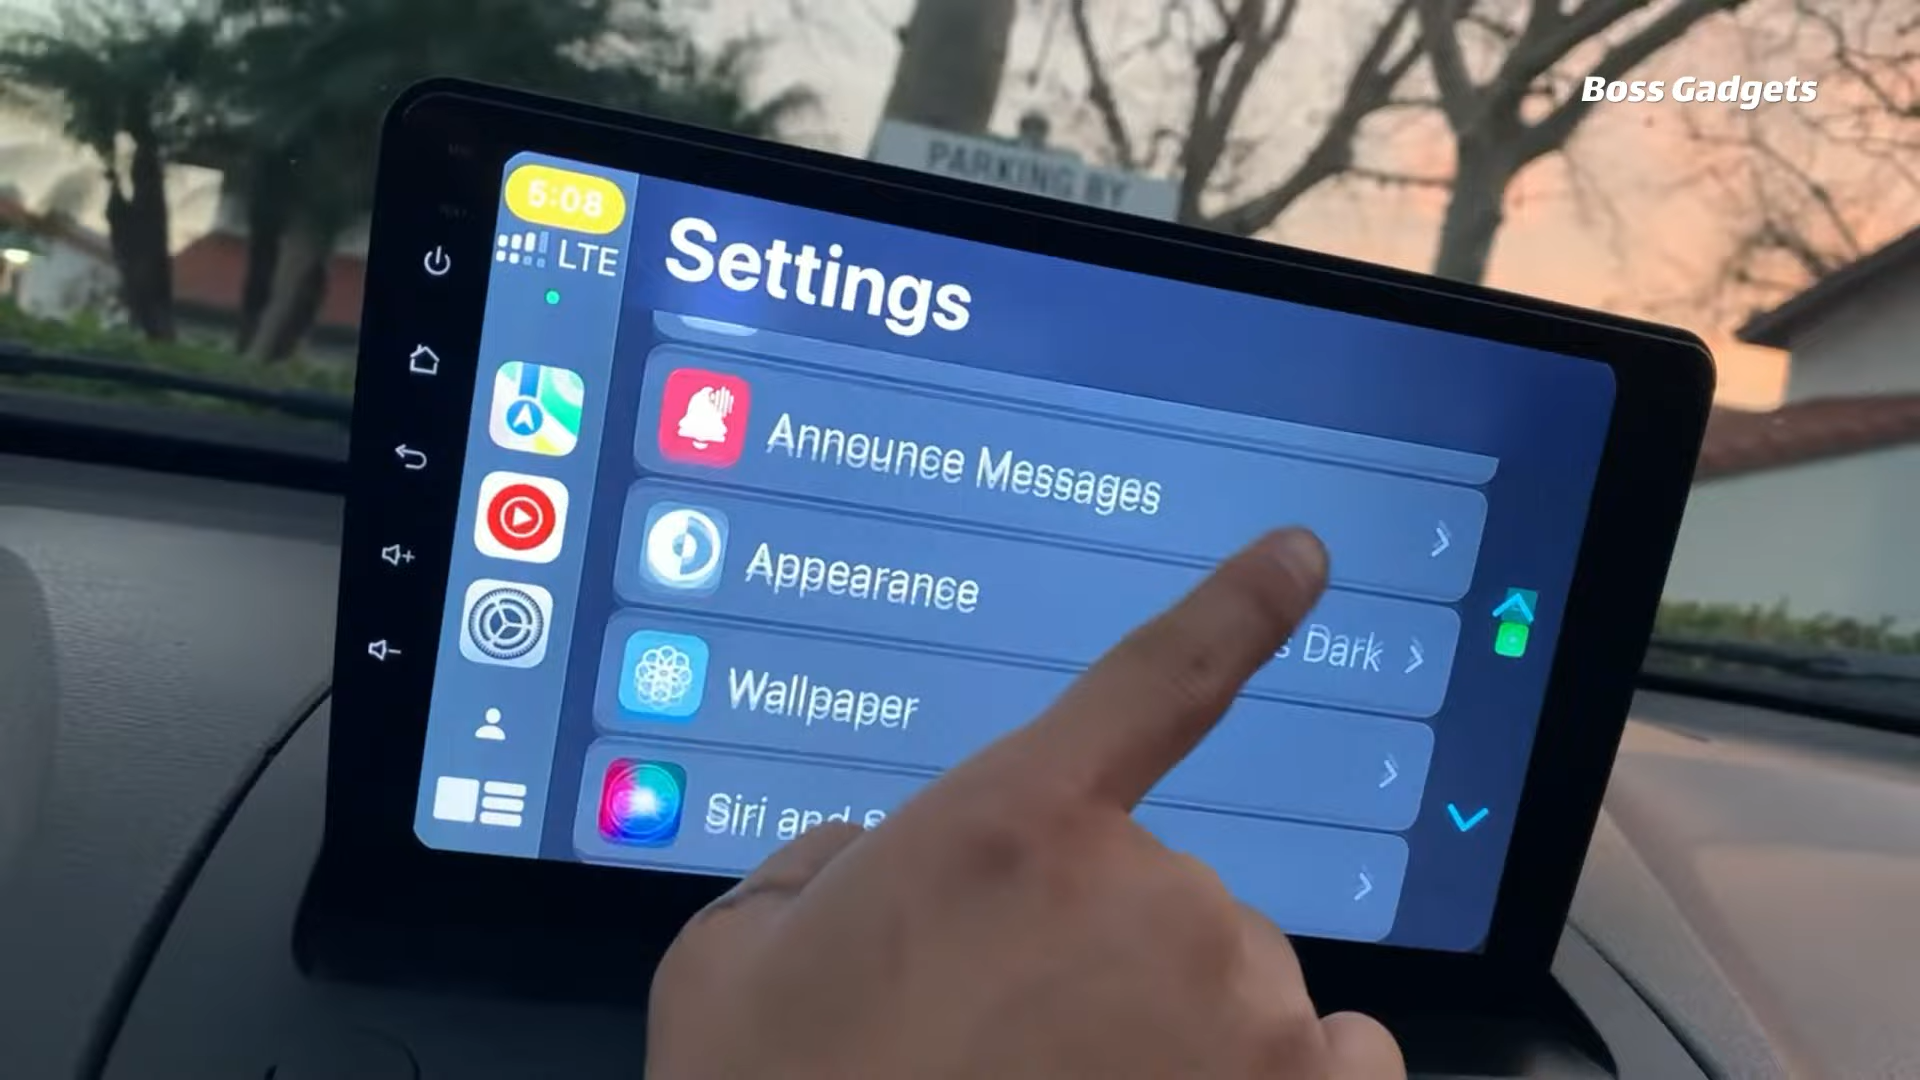 Boss Gadgets
PARKING BY
5:08
LTE
Settings
Announce Messages
Appearance
Dark
Wallpaper
Siri and